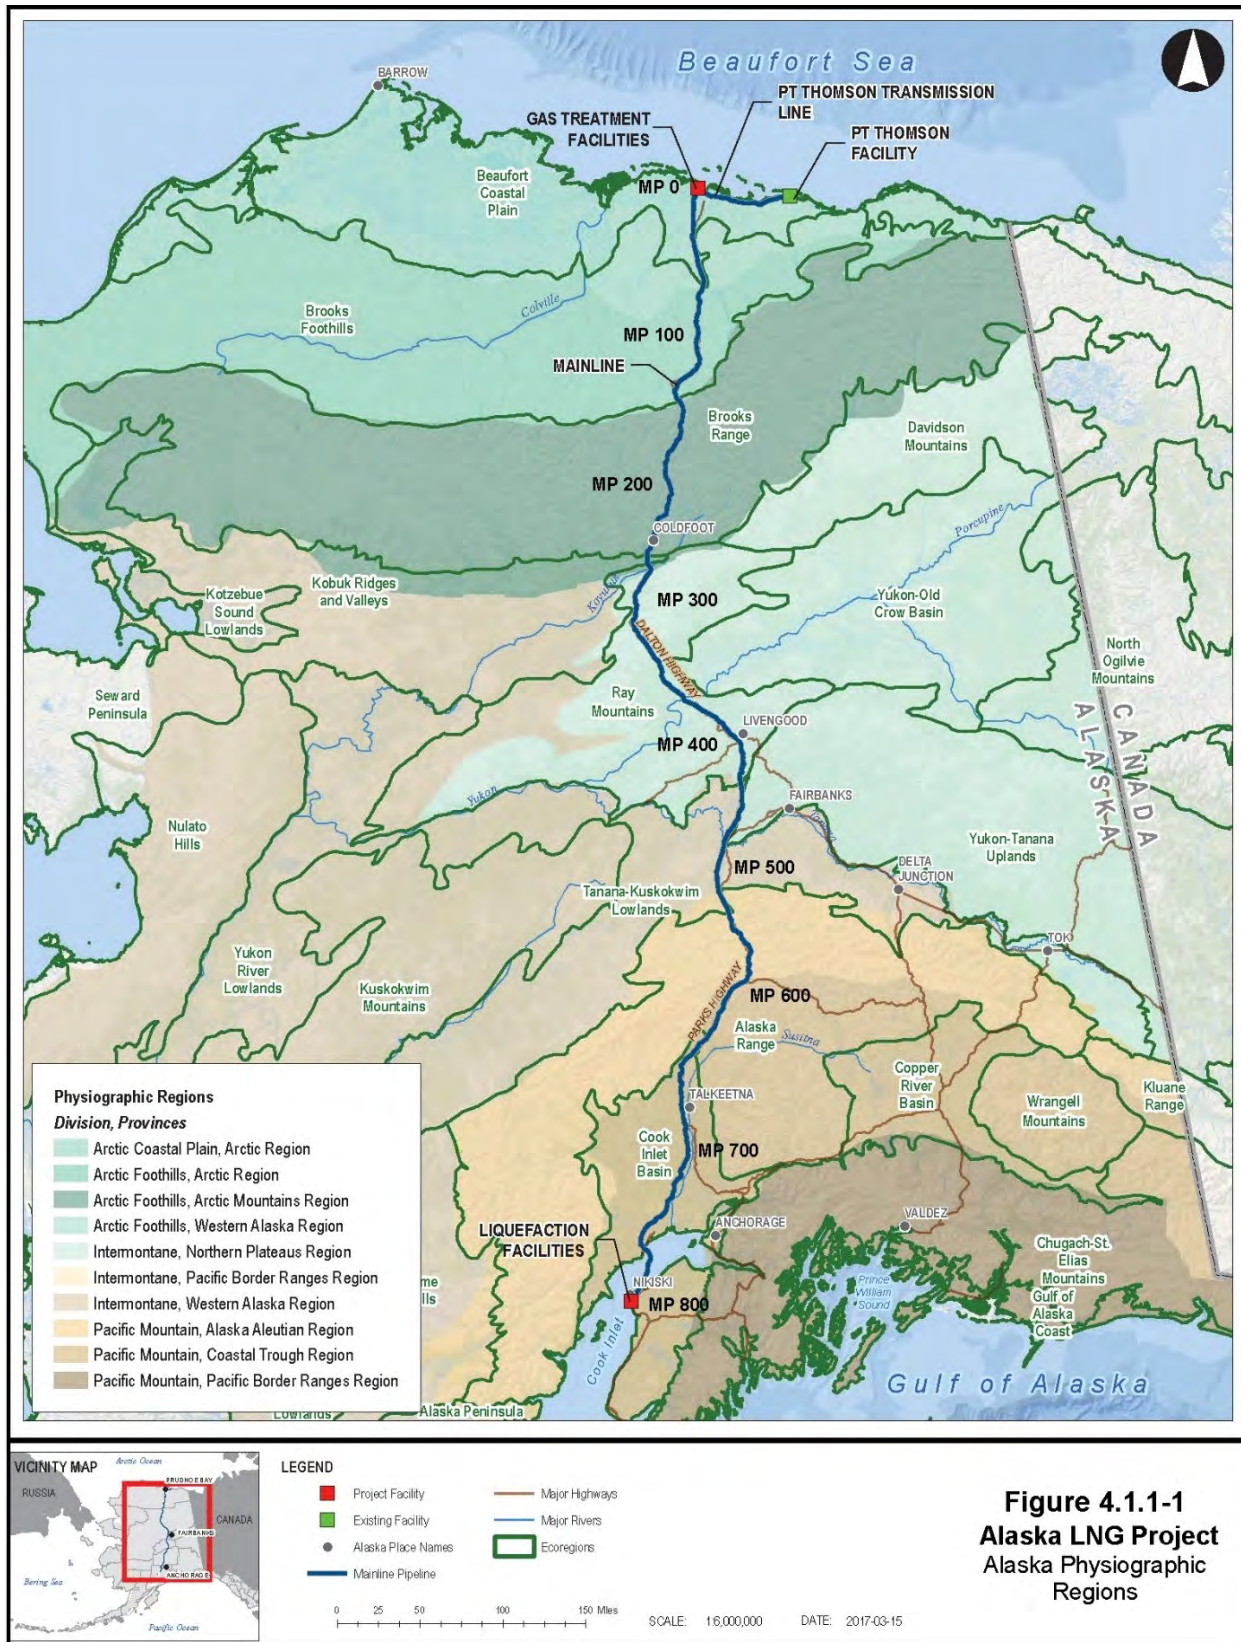 Beaufort Sea
BARROW
PT THOMSON TRANSMISSION
LINE
GAS TREATMENT
FACILITIES
PT THOMSON
FACILITY
Beaufort
Coastal
Plain
MP 0
Colville
Brooks
Foothills
MP 100
MAINLINE
Brooks
Range
Davidson
Mountains
MP 200
COLDFOOT
Porcupine
Kobuk Ridges
and Valleys
Kotzebue
Sound
Lowlands
MP 300
Yukon-Old
Crow Basin
DALTON HIGHWAY
North
Ogilvie
Mountains
Seward
Peninsula
Ray
Mountains
CANADA
ALASKA
LIVENGOOD
MP 400
Yukon
FAIRBANKS
Nulato
Hills
Yukon-Tanana
Uplands
MP 500
DELTA
JUNCTION
Tanana-Kuskokwim
Lowlands
TOK
Yukon
River
Lowlands
Kuskokwim
Mountains
PARKS HIGHWAY
MP 600
Alaska
Range
Susitna
Copper
River
Basin
Kluane
Range
Wrangell
Mountains
TALKEETNA
Cook
Inlet
Basin
MP 700
LIQUEFACTION
FACILITIES
ANCHORAGE
VALDEZ
Chugach-St.
Elias
Mountains
Gulf of
Alaska
Coast
Prince
William
Sound
NIKISKI
MP 800
Cook Inlet
Gulf of Alaska
Alaska Peninsula
Lowlands
Physiographic Regions
Division, Provinces
Arctic Coastal Plain, Arctic Region
Arctic Foothills, Arctic Region
Arctic Foothills, Arctic Mountains Region
Arctic Foothills, Western Alaska Region
Intermontane, Northern Plateaus Region
Intermontane, Pacific Border Ranges Region
Intermontane, Western Alaska Region
Pacific Mountain, Alaska Aleutian Region
Pacific Mountain, Coastal Trough Region
Pacific Mountain, Pacific Border Ranges Region
VICINITY MAP
Arctic Ocean
PRUDHOE BAY
RUSSIA
CANADA
FAIRBANKS
ANCHORAGE
Bering Sea
Pacific Ocean
LEGEND
Project Facility
Existing Facility
Alaska Place Names
Mainline Pipeline
Major Highways
Major Rivers
Ecoregions
0 25 50 100 150 Miles
SCALE: 1:6,000,000 DATE: 2017-03-15
Figure 4.1.1-1
Alaska LNG Project
Alaska Physiographic
Regions